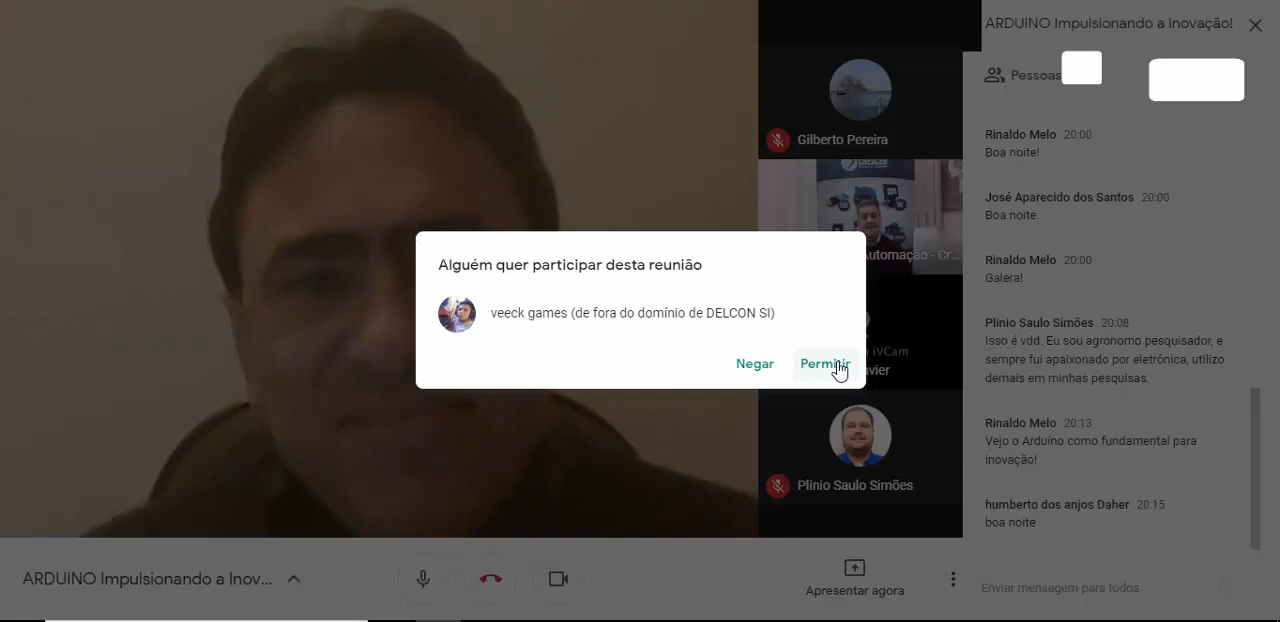 ARDUINO Impulsionando a Inovação!
Pessoas
Gilberto Pereira
Automação - Cr...
iVCam
avier
Plinio Saulo Simões
Rinaldo Melo 20:00
Boa noite!
José Aparecido dos Santos 20:00
Boa noite.
Rinaldo Melo 20:00
Galera!
Plinio Saulo Simões 20:08
Isso é vdd. Eu sou agronomo pesquisador, e
sempre fui apaixonado por eletrônica, utilizo
demais em minhas pesquisas.
Rinaldo Melo 20:13
Vejo o Arduíno como fundamental para
inovação!
humberto dos anjos Daher 20:15
boa noite
Alguém quer participar desta reunião
veeck games (de fora do domínio de DELCON SI)
Negar Permitir
ARDUINO Impulsionando a Inov...
Apresentar agora
Enviar mensagem para todos